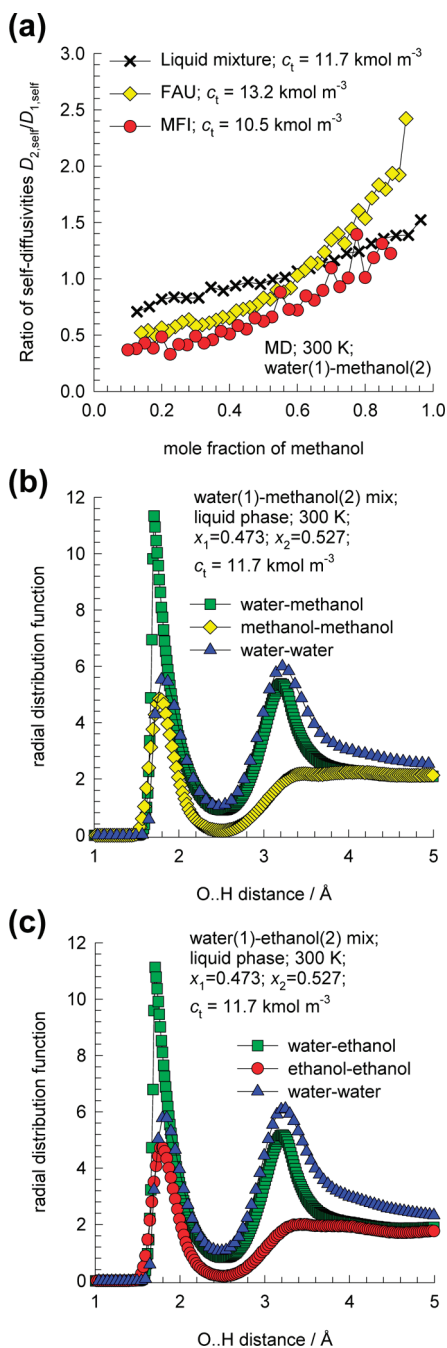 (a)
3.0
2.5
2.0
1.5
1.0
0.5
0.0
Ratio of self-diffusivities D2,self/D1,self
Liquid mixture; ct = 11.7 kmol m-3
FAU; ct = 13.2 kmol m-3
MFI; ct = 10.5 kmol m-3
MD; 300 K;
water(1)-methanol(2)
0.0 0.2 0.4 0.6 0.8 1.0
mole fraction of methanol
(b)
12
10
8
6
4
2
0
radial distribution function
water(1)-methanol(2) mix;
liquid phase; 300 K;
x1=0.473; x2=0.527;
ct = 11.7 kmol m-3
water-methanol
methanol-methanol
water-water
1 2 3 4 5
O..H distance / Å
(c)
12
10
8
6
4
2
0
radial distribution function
water(1)-ethanol(2) mix;
liquid phase; 300 K;
x1=0.473; x2=0.527;
ct = 11.7 kmol m-3
water-ethanol
ethanol-ethanol
water-water
1 2 3 4 5
O..H distance / Å